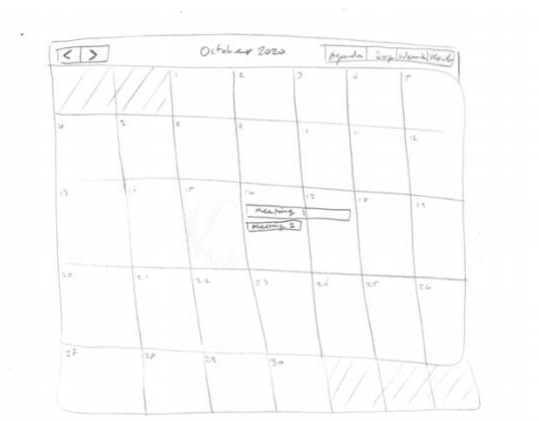 < > October 2020 Agenda Day Week Month
1 2 3 4 5
6 7 8 9 10 11 12
13 14 15 16 17 18 19
Meeting 1
Meeting 2
20 21 22 23 24 25 26
27 28 29 30